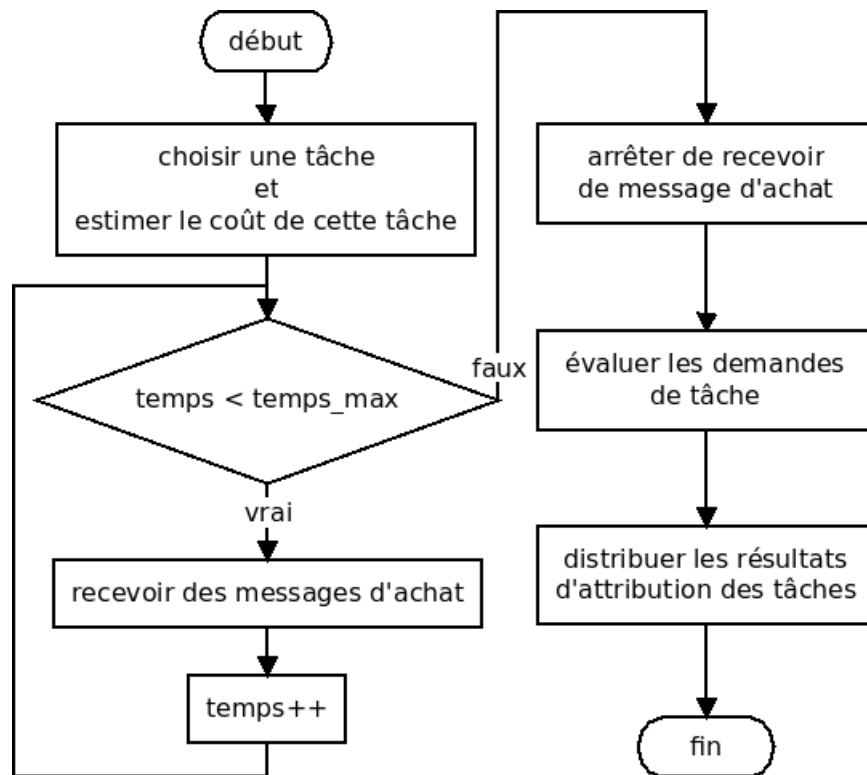 début
choisir une tâche
et
estimer le coût de cette tâche
temps < temps_max
vrai
recevoir des messages d'achat
temps++
faux
arrêter de recevoir
de message d'achat
évaluer les demandes
de tâche
distribuer les résultats
d'attribution des tâches
fin